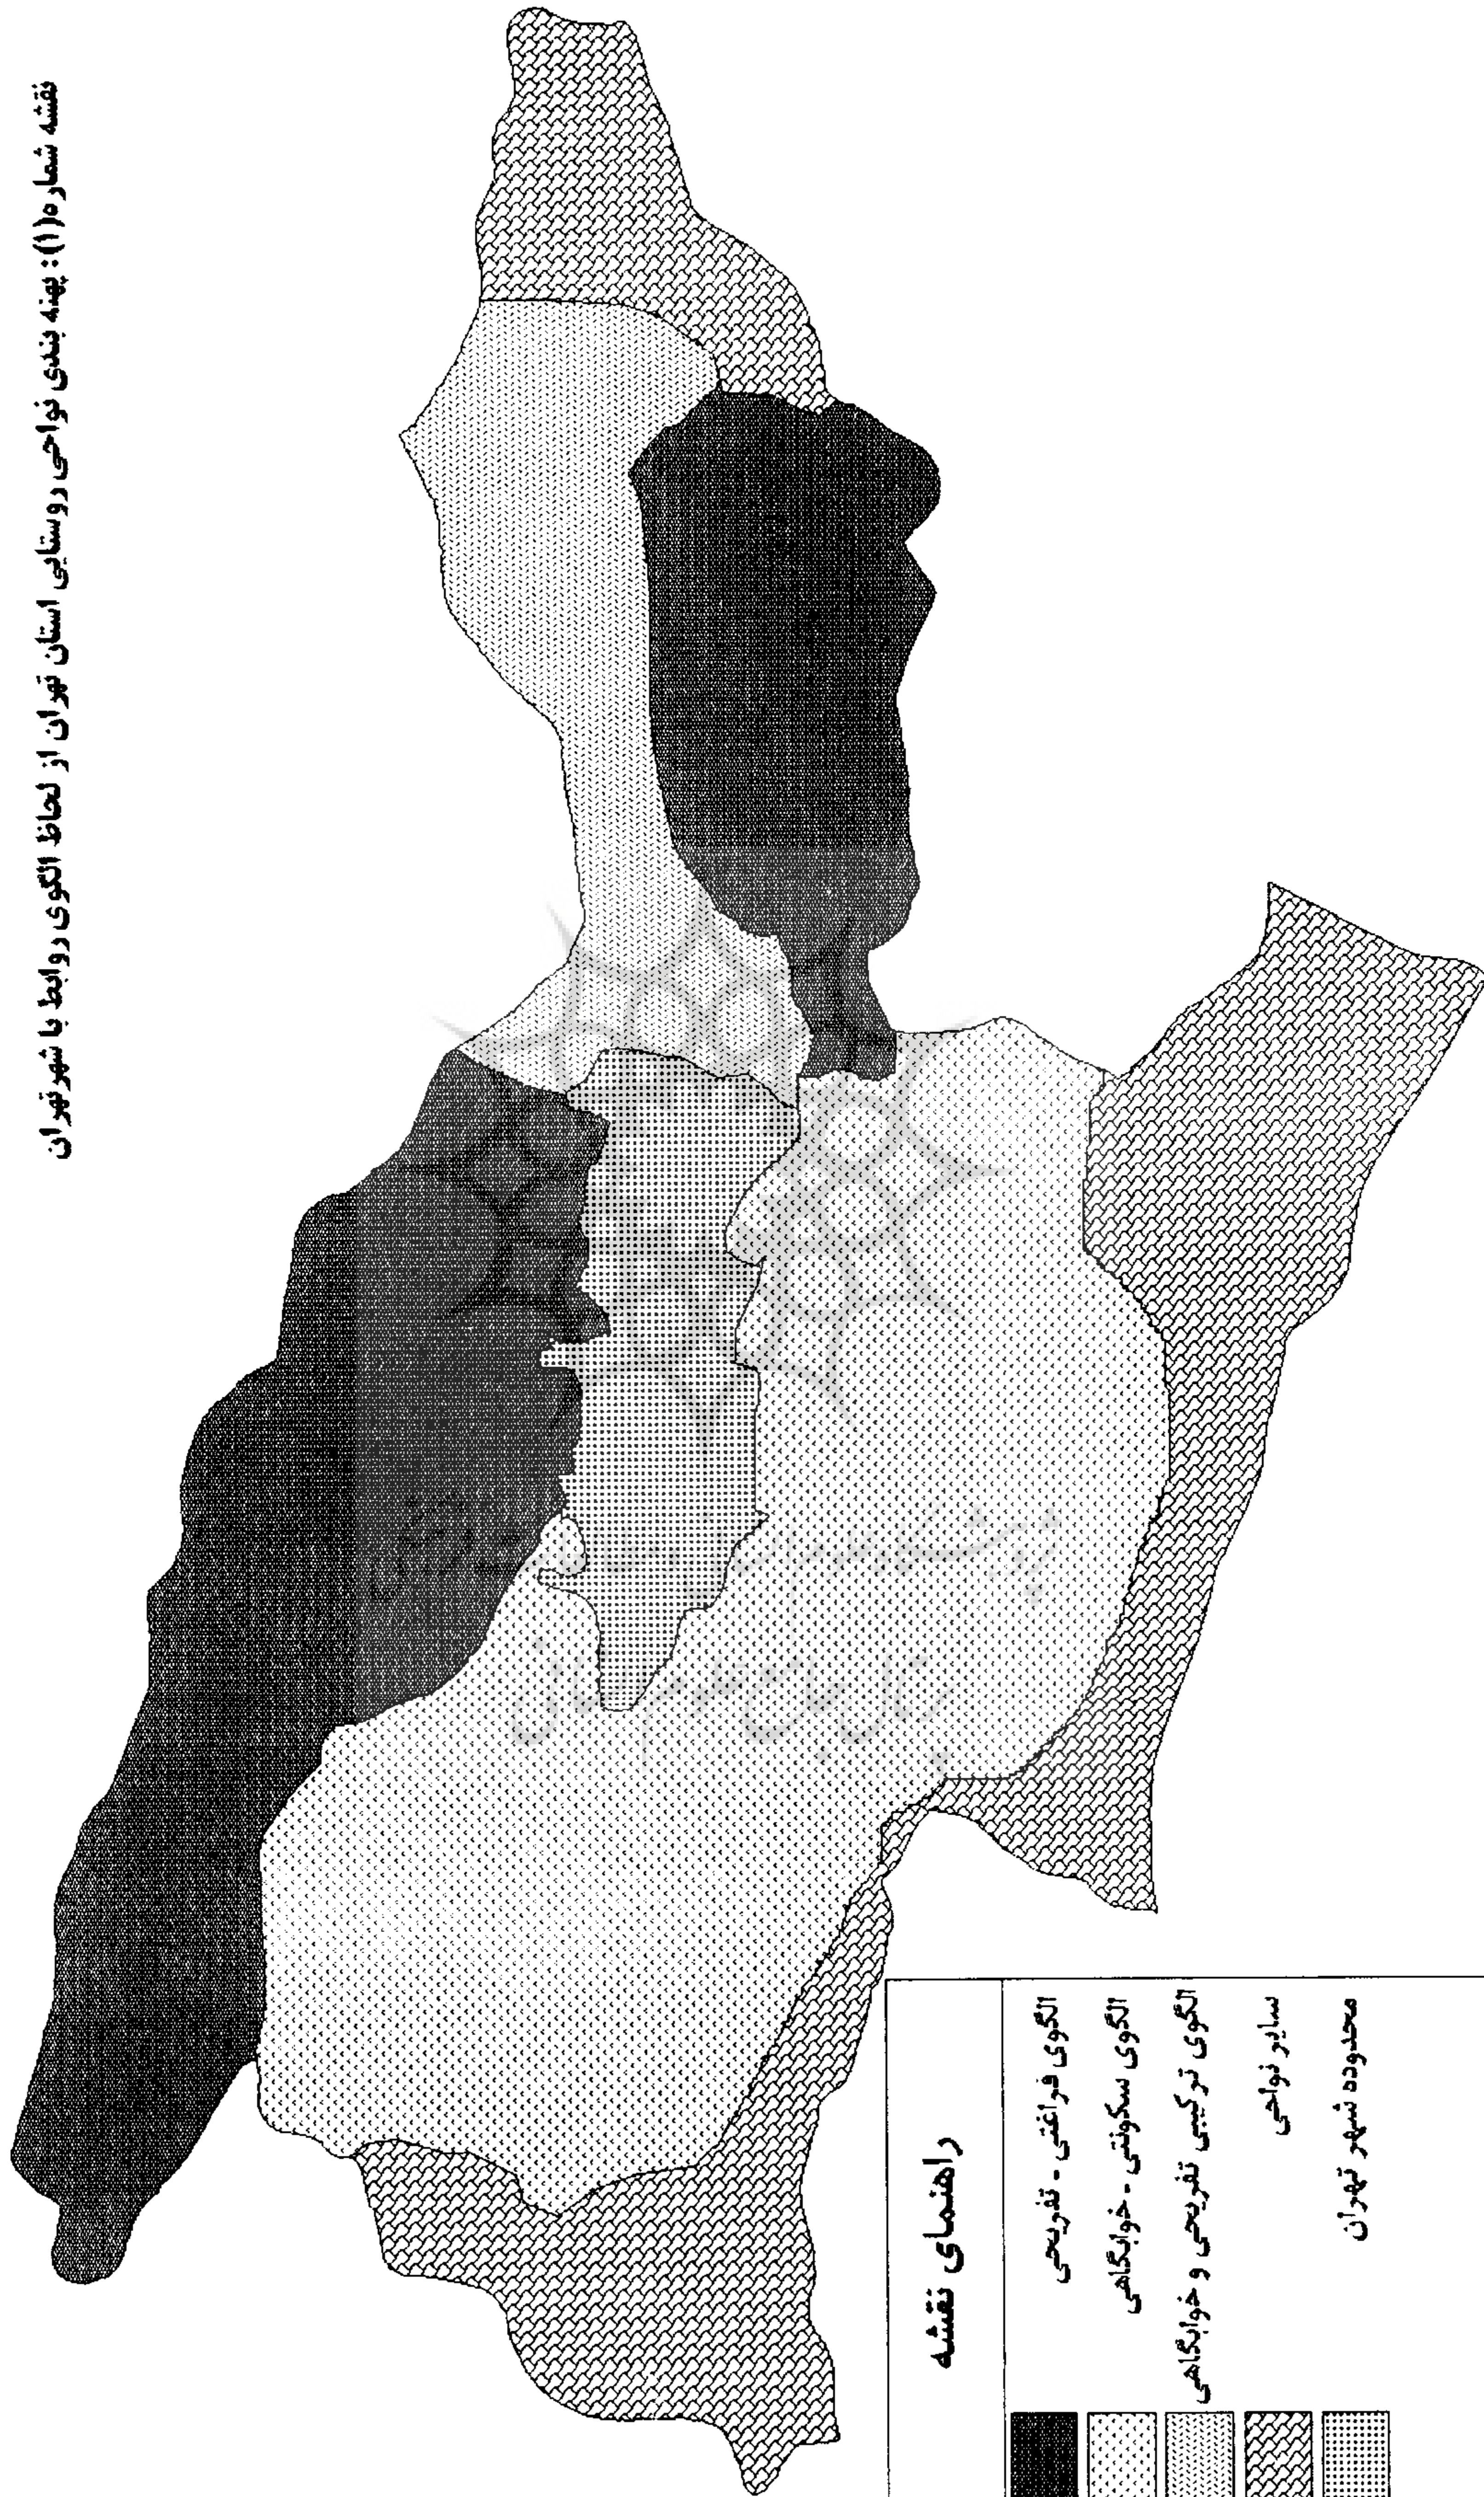 نقشه شماره(۱): پهنه بندی نواحی روستایی استان تهران از لحاظ الگوی روابط با شهر تهران
راهنمای نقشه
الگوی فراغتی - تفریحی
الگوی سکونتی - خوابگاهی
الگوی ترکیبی تفریحی و خوابگاهی
سایر نواحی
محدوده شهر تهران